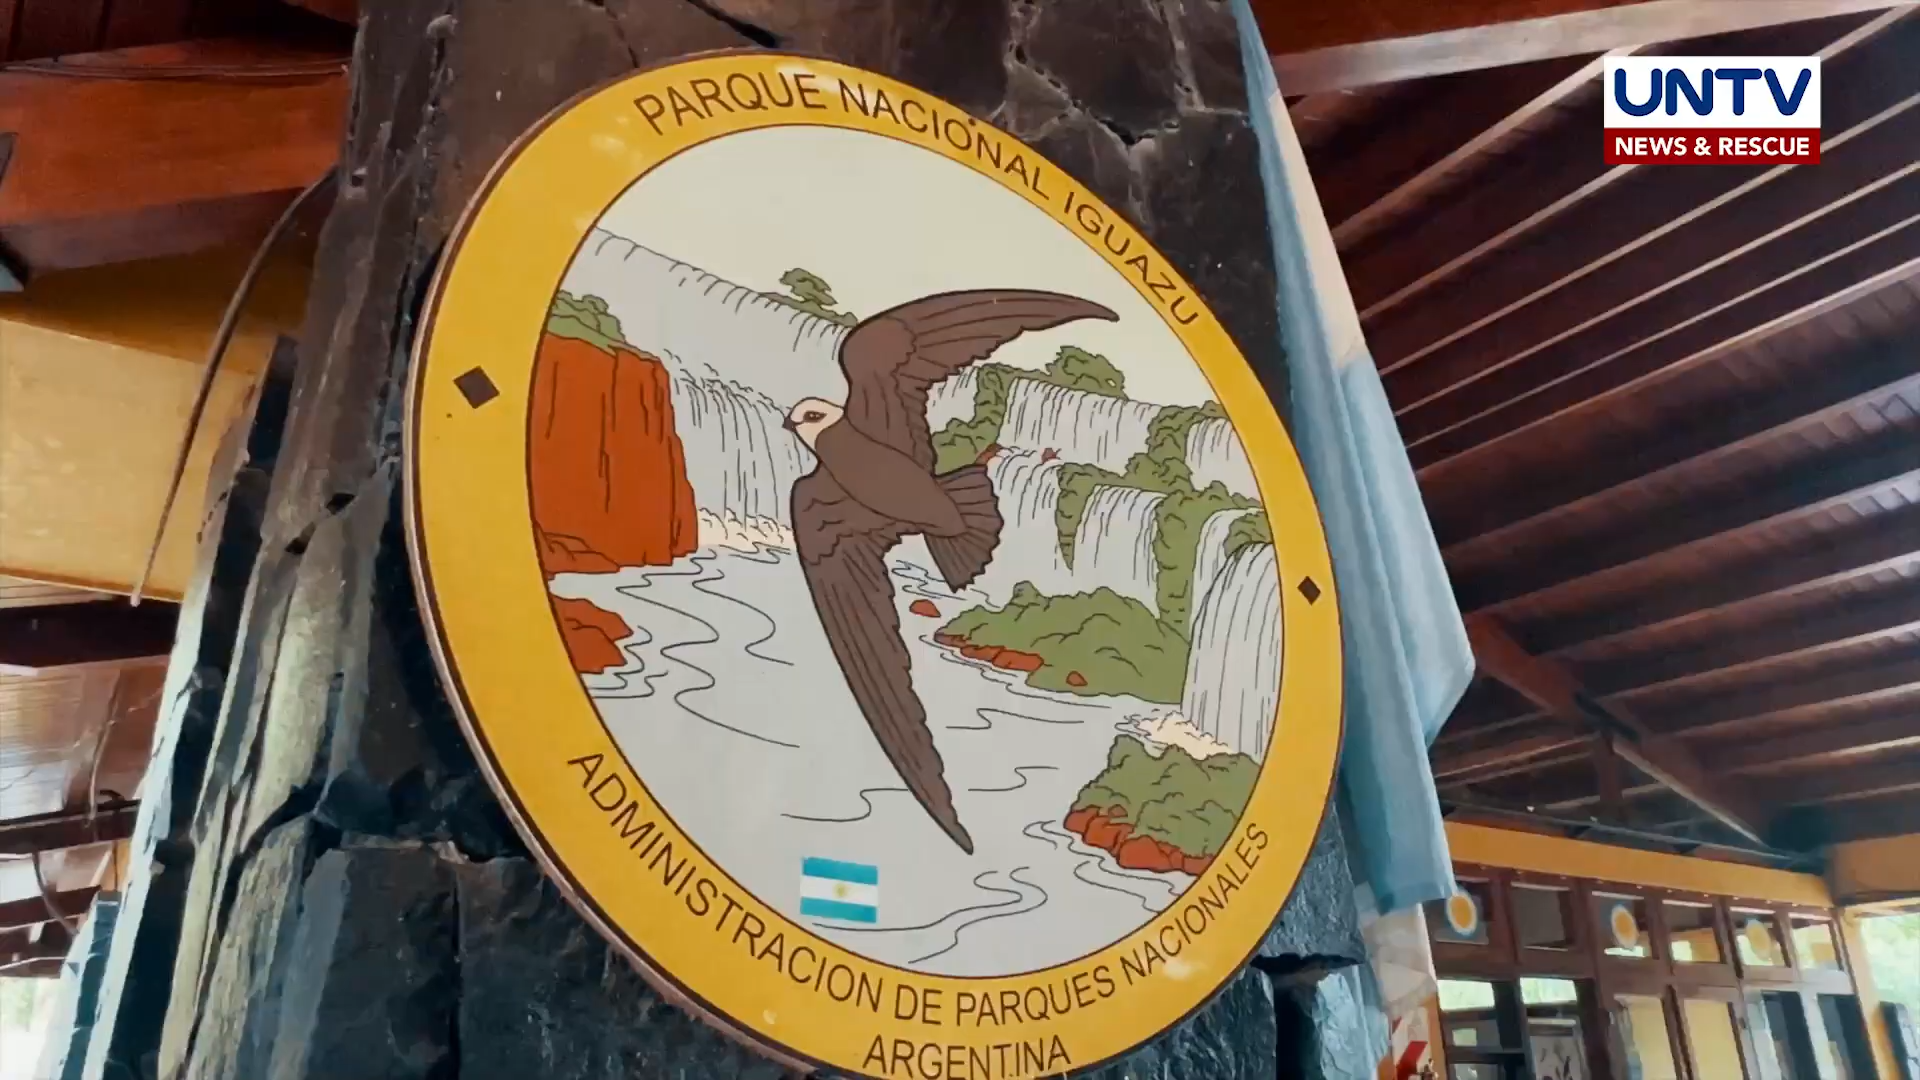 UNTV
NEWS & RESCUE
PARQUE NACIONAL IGUAZU
ADMINISTRACION DE PARQUES NACIONALES
ARGENTINA